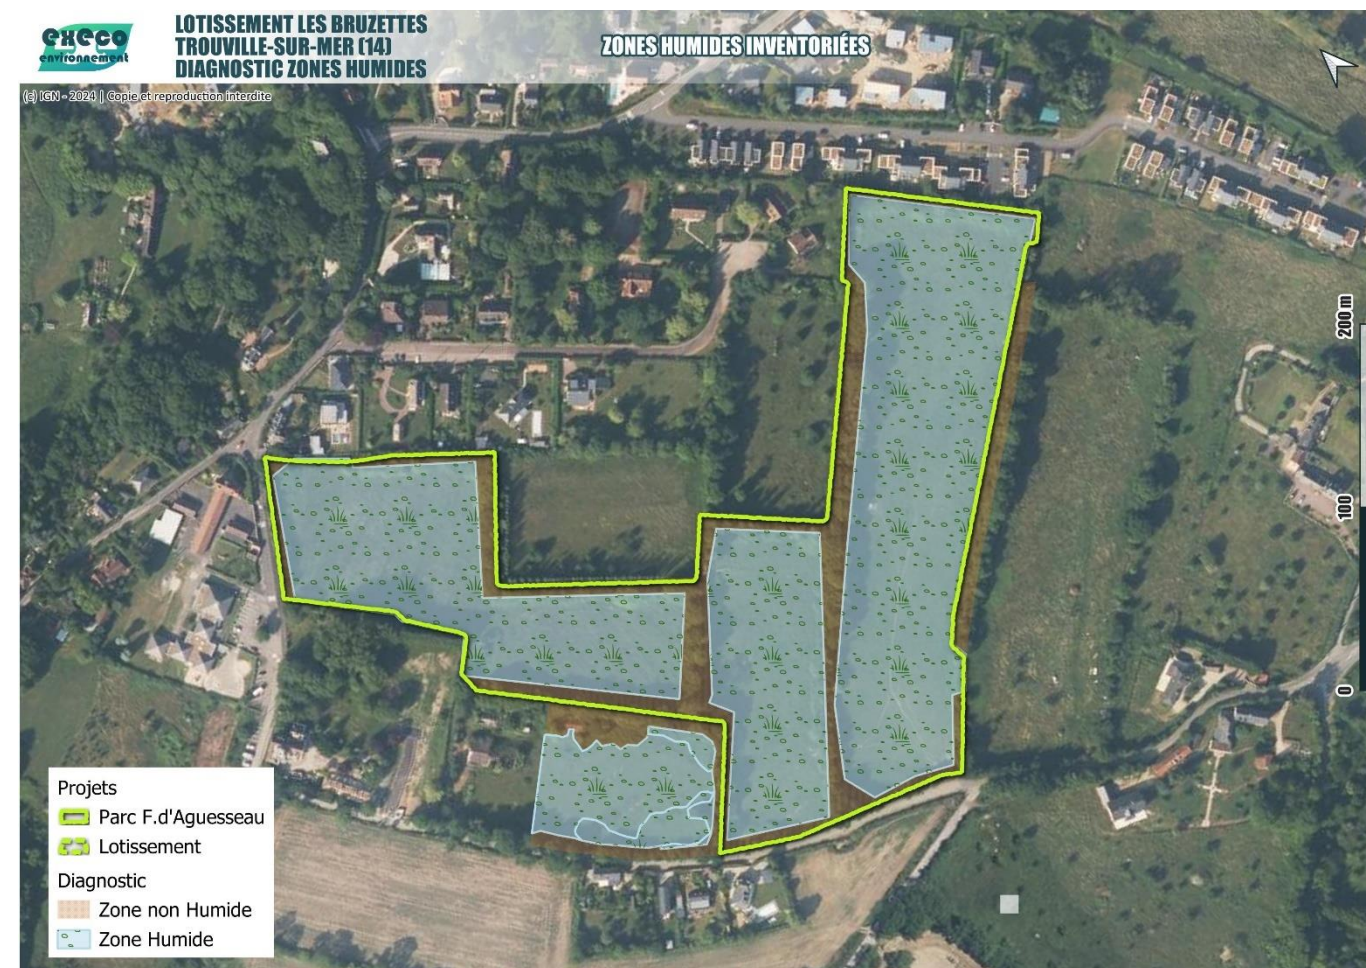 execo
environnement
LOTISSEMENT LES BRUZETTES
TROUVILLE-SUR-MER (14)
DIAGNOSTIC ZONES HUMIDES
ZONES HUMIDES INVENTORIÉES
(c) IGN - 2024 | Copie et reproduction interdite
200 m
100
0
Projets
Parc F.d'Aguesseau
Lotissement
Diagnostic
Zone non Humide
Zone Humide